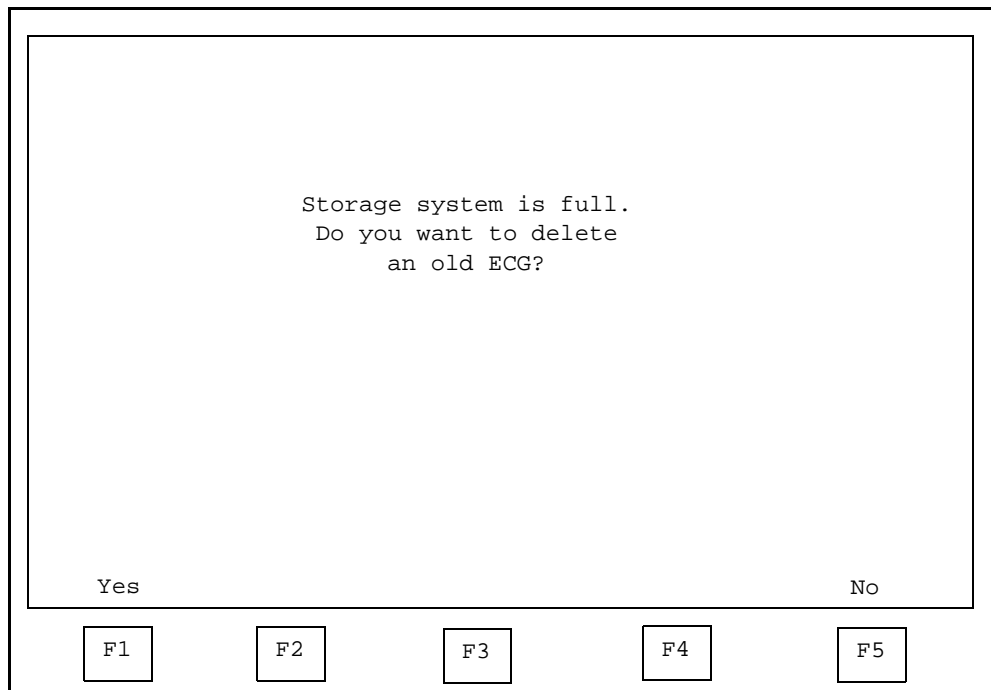 Storage system is full.
Do you want to delete
an old ECG?
Yes No
F1 F2 F3 F4 F5